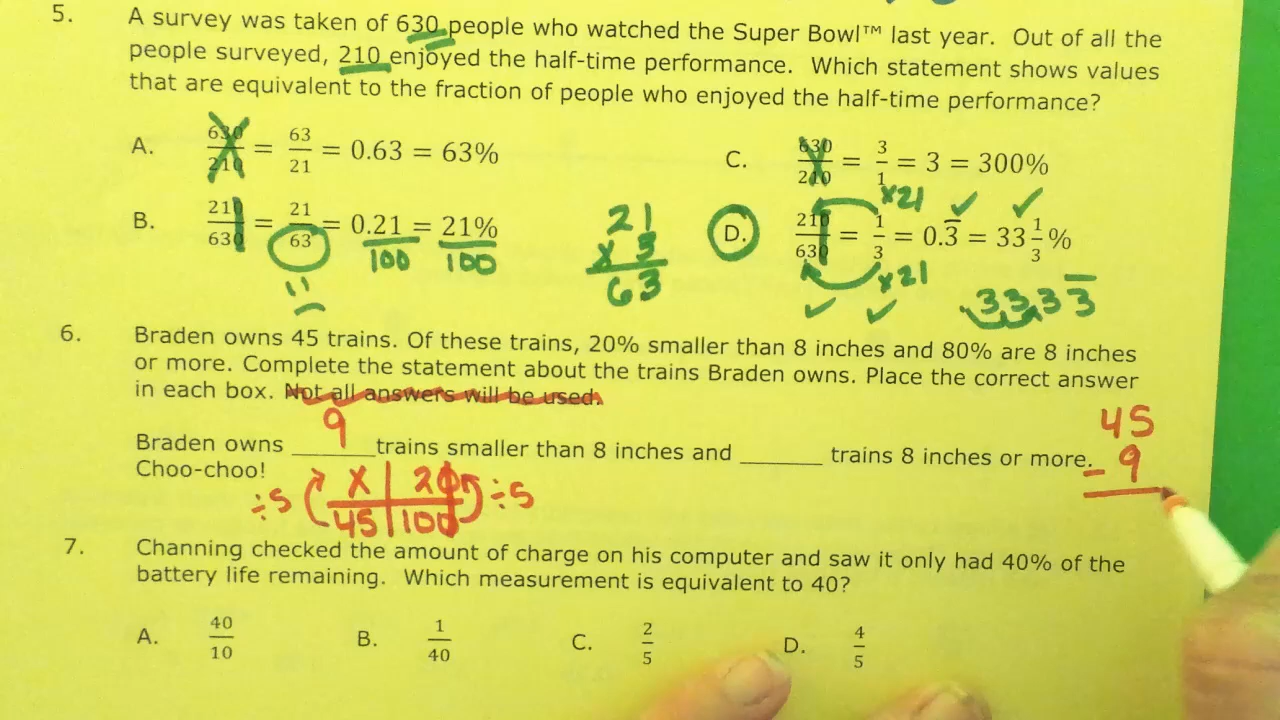 5. A survey was taken of 630 people who watched the Super Bowl™ last year. Out of all the
people surveyed, 210 enjoyed the half-time performance. Which statement shows values
that are equivalent to the fraction of people who enjoyed the half-time performance?
A. 630/210 = 63/21 = 0.63 = 63%
C. 630/210 = 3/1 = 3 = 300%
B. 210/630 = 21/63 = 0.21 = 21%
100 100
21
x 3
63
D. 210/630 = 1/3 = 0.3̅ = 33 1/3 %
x21
x21
3333̅
6. Braden owns 45 trains. Of these trains, 20% smaller than 8 inches and 80% are 8 inches
or more. Complete the statement about the trains Braden owns. Place the correct answer
in each box. Not all answers will be used.
Braden owns 9 trains smaller than 8 inches and ______ trains 8 inches or more.
Choo-choo!
÷5 x | 20 ÷5
45 | 100
45
- 9
7. Channing checked the amount of charge on his computer and saw it only had 40% of the
battery life remaining. Which measurement is equivalent to 40?
A. 40/10 B. 1/40 C. 2/5 D. 4/5